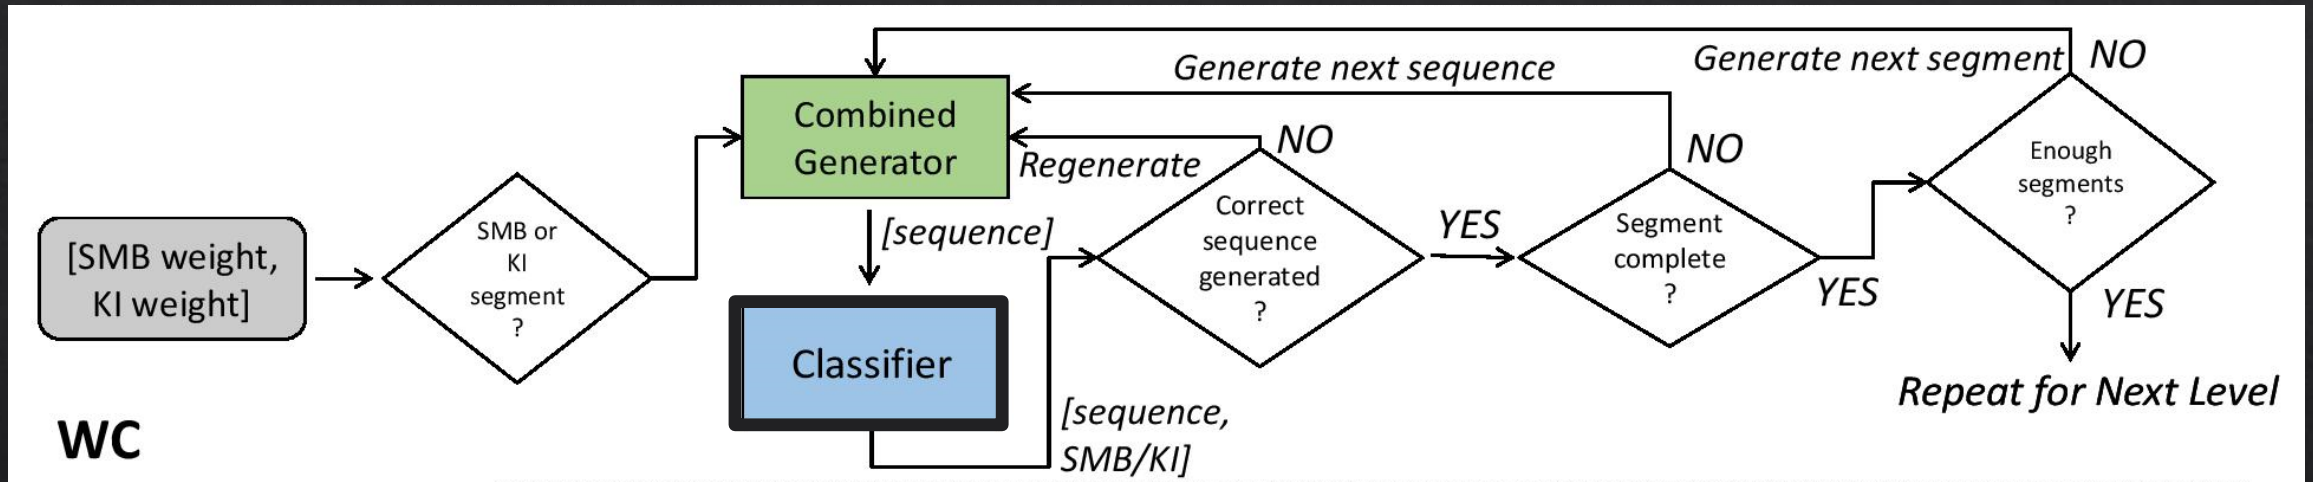 [SMB weight,
KI weight]
SMB or
KI
segment
?
Combined
Generator
[sequence]
Classifier
[sequence,
SMB/KI]
Correct
sequence
generated
?
NO
Regenerate
YES
Segment
complete
?
NO
Generate next sequence
YES
Enough
segments
?
NO
Generate next segment
YES
Repeat for Next Level
WC